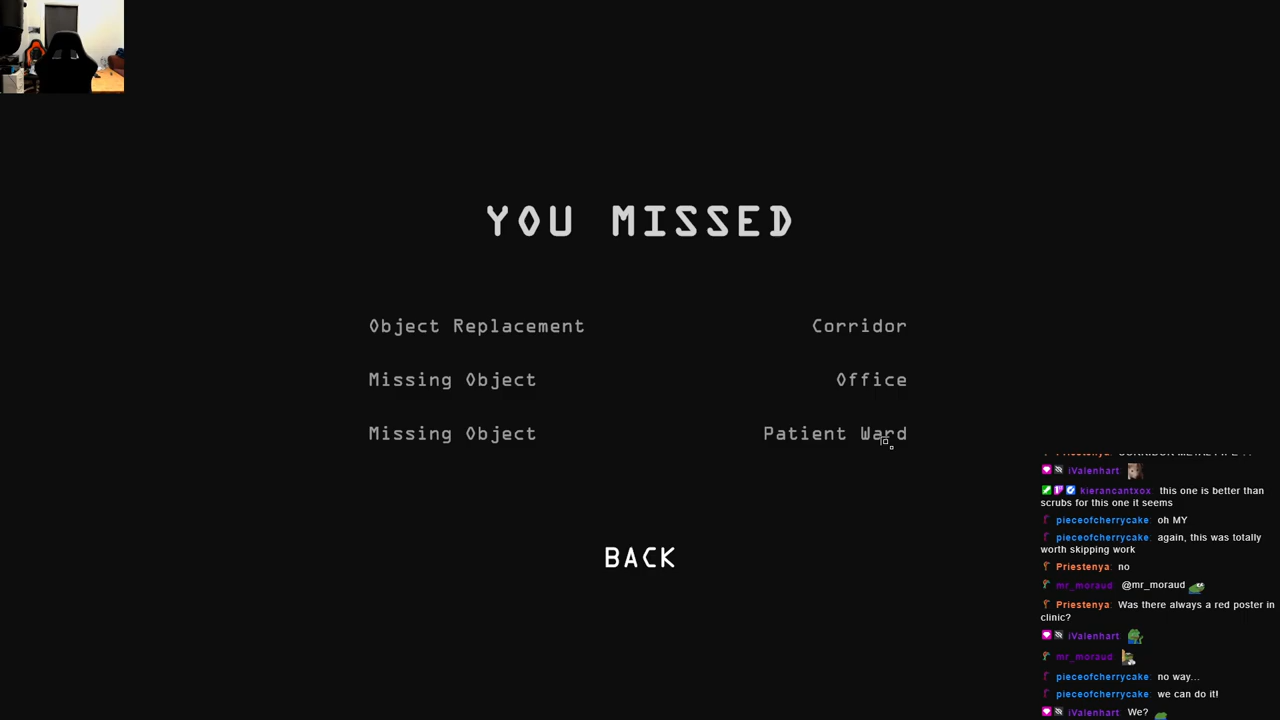 YOU MISSED
Object Replacement Corridor
Missing Object Office
Missing Object Patient Ward
BACK
iValenhart
kierancantxox this one is better than
scrubs for this one it seems
pieceofcherrycake: oh MY
pieceofcherrycake: again, this was totally
worth skipping work
Priestenya: no
mr_moraud: @mr_moraud
Priestenya: Was there always a red poster in
clinic?
iValenhart
mr_moraud:
pieceofcherrycake: no way...
pieceofcherrycake: we can do it!
iValenhart We?